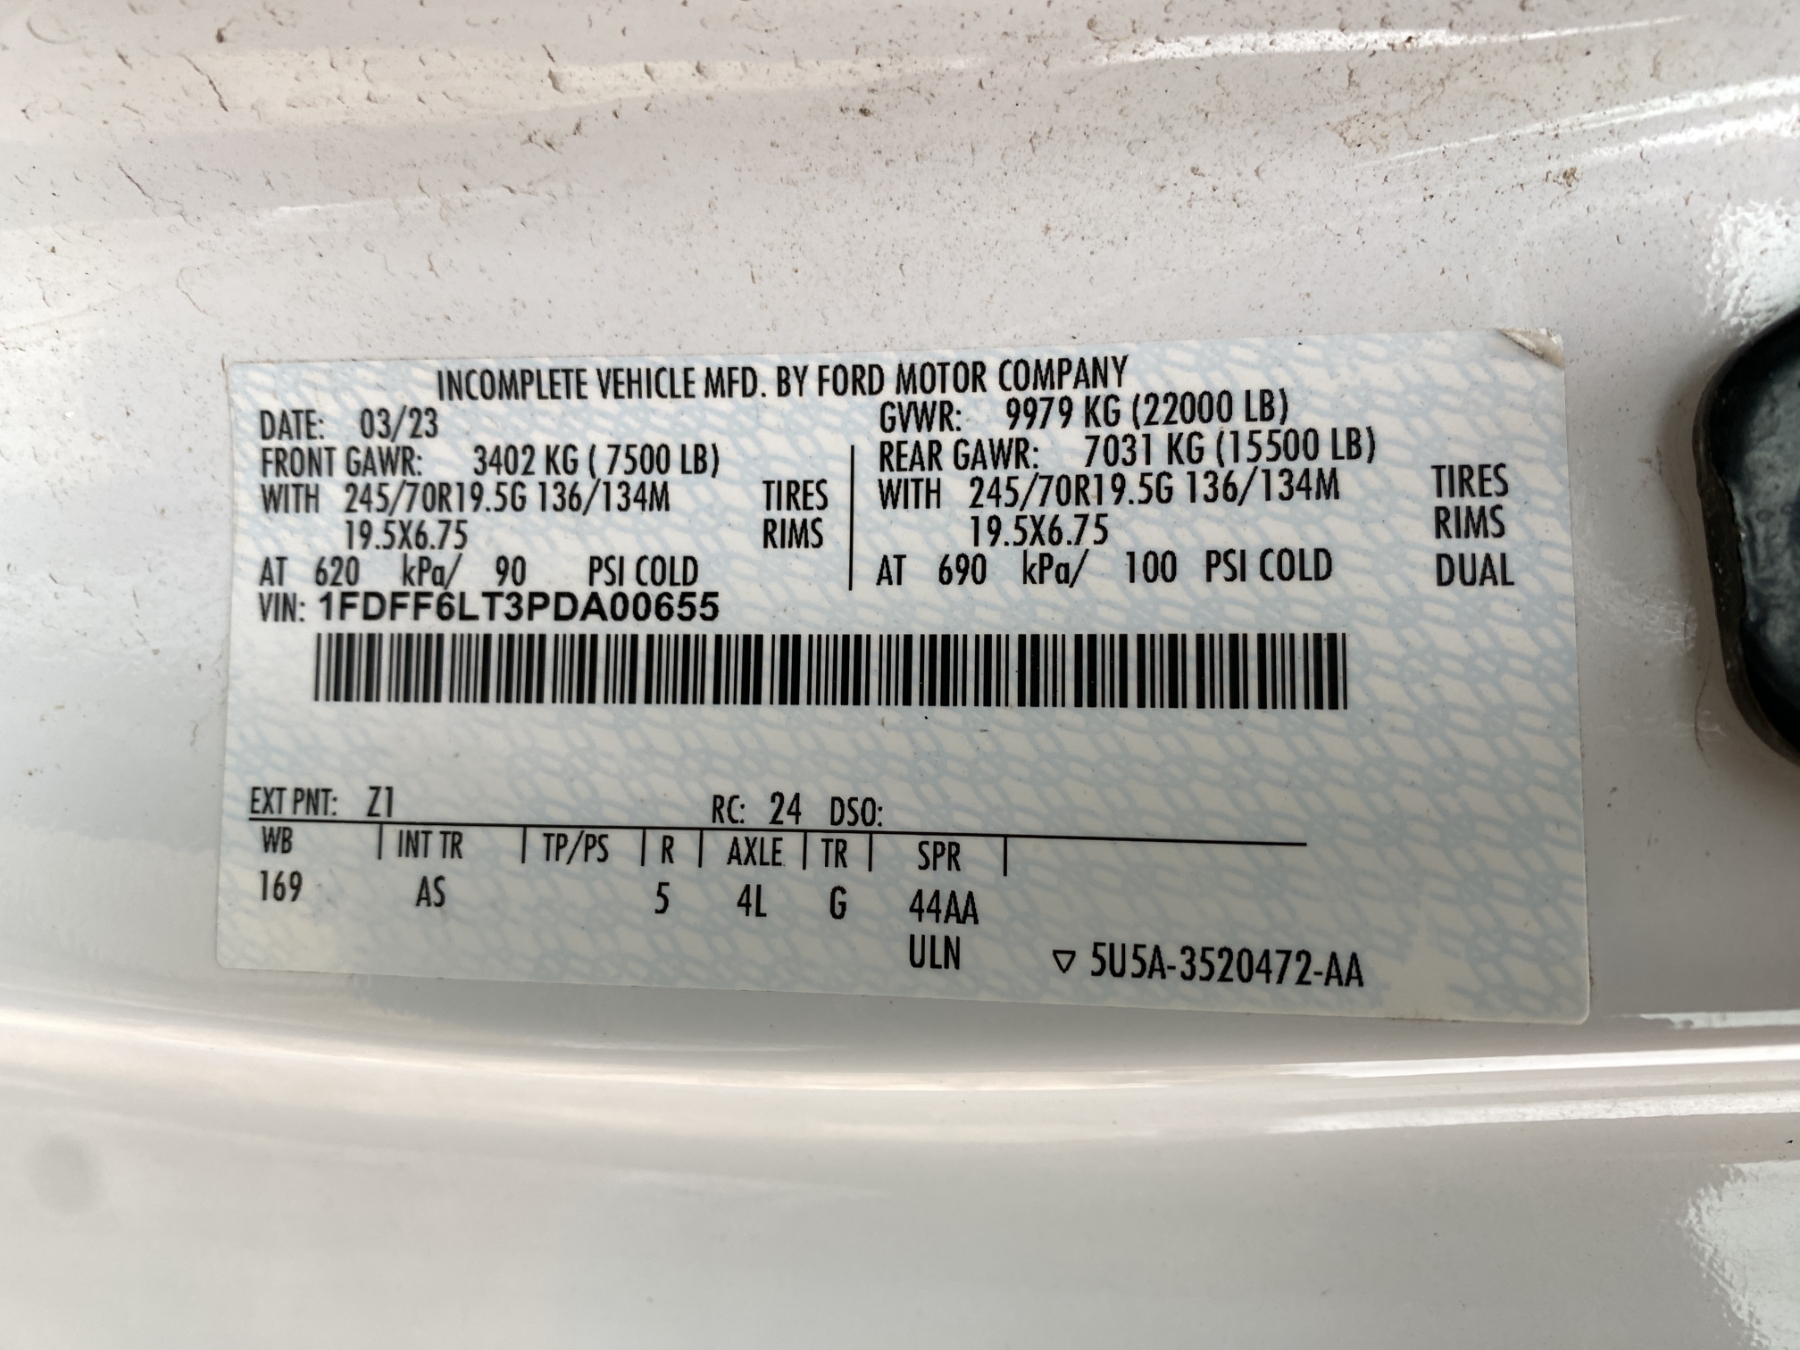 INCOMPLETE VEHICLE MFD. BY FORD MOTOR COMPANY
DATE: 03/23 GVWR: 9979 KG (22000 LB)
FRONT GAWR: 3402 KG ( 7500 LB) REAR GAWR: 7031 KG (15500 LB)
WITH 245/70R19.5G 136/134M TIRES WITH 245/70R19.5G 136/134M TIRES
19.5X6.75 RIMS 19.5X6.75 RIMS
AT 620 kPa/ 90 PSI COLD AT 690 kPa/ 100 PSI COLD DUAL
VIN: 1FDFF6LT3PDA00655
EXT PNT: Z1 RC: 24 DSO:
WB | INT TR | TP/PS | R | AXLE | TR | SPR |
169 AS 5 4L G 44AA
ULN ▽ 5U5A-3520472-AA